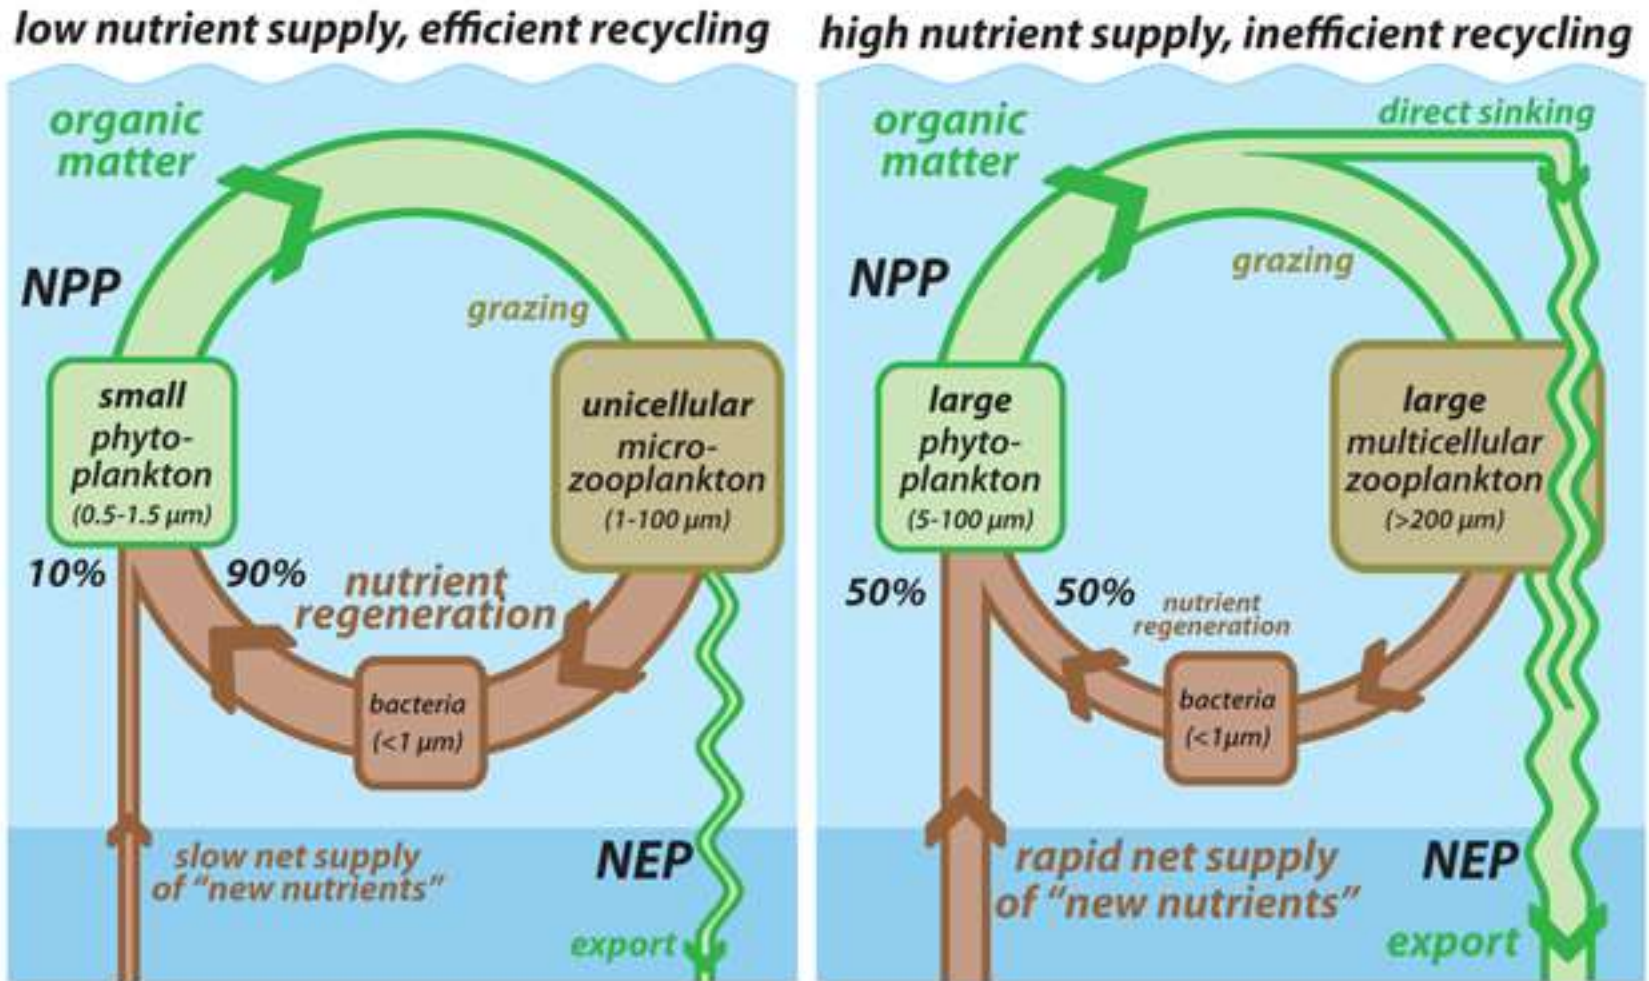 low nutrient supply, efficient recycling
organic
matter
NPP
grazing
small
phyto-
plankton
(0.5-1.5 µm)
unicellular
micro-
zooplankton
(1-100 µm)
10%
90%
nutrient
regeneration
bacteria
(<1 µm)
slow net supply
of “new nutrients”
NEP
export
high nutrient supply, inefficient recycling
direct sinking
organic
matter
NPP
grazing
large
phyto-
plankton
(5-100 µm)
large
multicellular
zooplankton
(>200 µm)
50%
50%
nutrient
regeneration
bacteria
(<1µm)
rapid net supply
of “new nutrients”
NEP
export